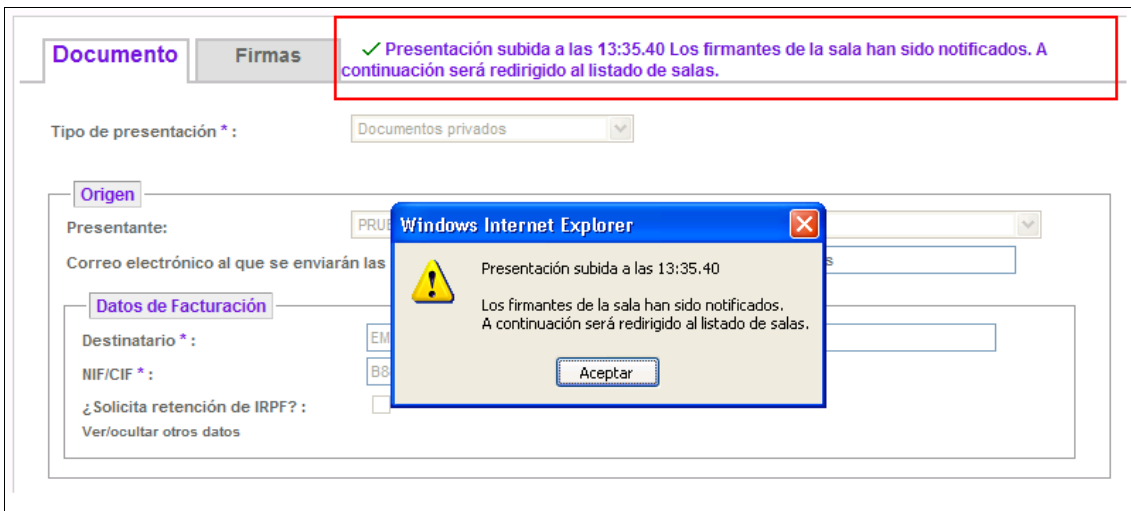 Documento
Firmas
Presentación subida a las 13:35.40 Los firmantes de la sala han sido notificados. A
continuación será redirigido al listado de salas.
Tipo de presentación * :
Documentos privados
Origen
Presentante:
Correo electrónico al que se enviarán las
Windows Internet Explorer
Presentación subida a las 13:35.40
Los firmantes de la sala han sido notificados.
A continuación será redirigido al listado de salas.
Aceptar
Datos de Facturación
Destinatario * :
EM
NIF/CIF * :
B8
¿Solicita retención de IRPF? :
Ver/ocultar otros datos